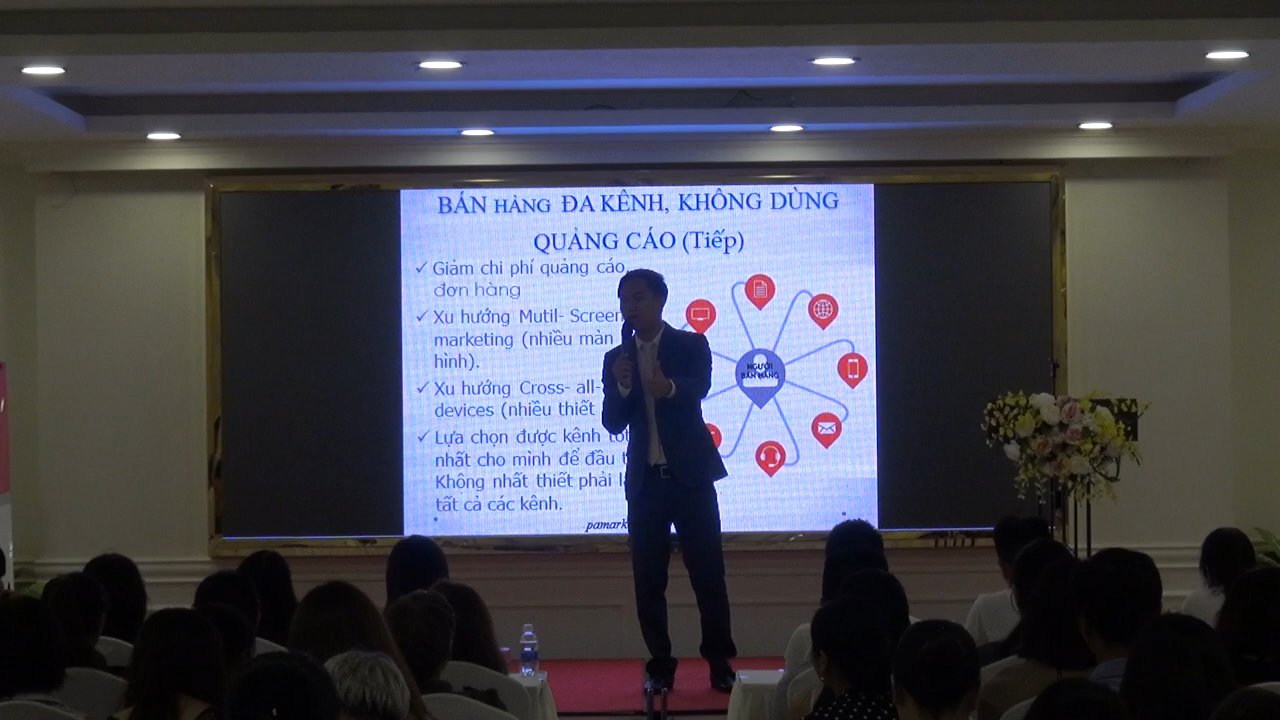 BÁN HÀNG ĐA KÊNH, KHÔNG DÙNG
QUẢNG CÁO (Tiếp)
✓ Giảm chi phí quảng cáo,
đơn hàng
✓ Xu hướng Mutil- Screen
marketing (nhiều màn
hình).
✓ Xu hướng Cross- all-
devices (nhiều thiết
✓ Lựa chọn được kênh tốt
nhất cho mình để đầu
Không nhất thiết phải
tất cả các kênh.
NGƯỜI
BÁN HÀNG
pamark